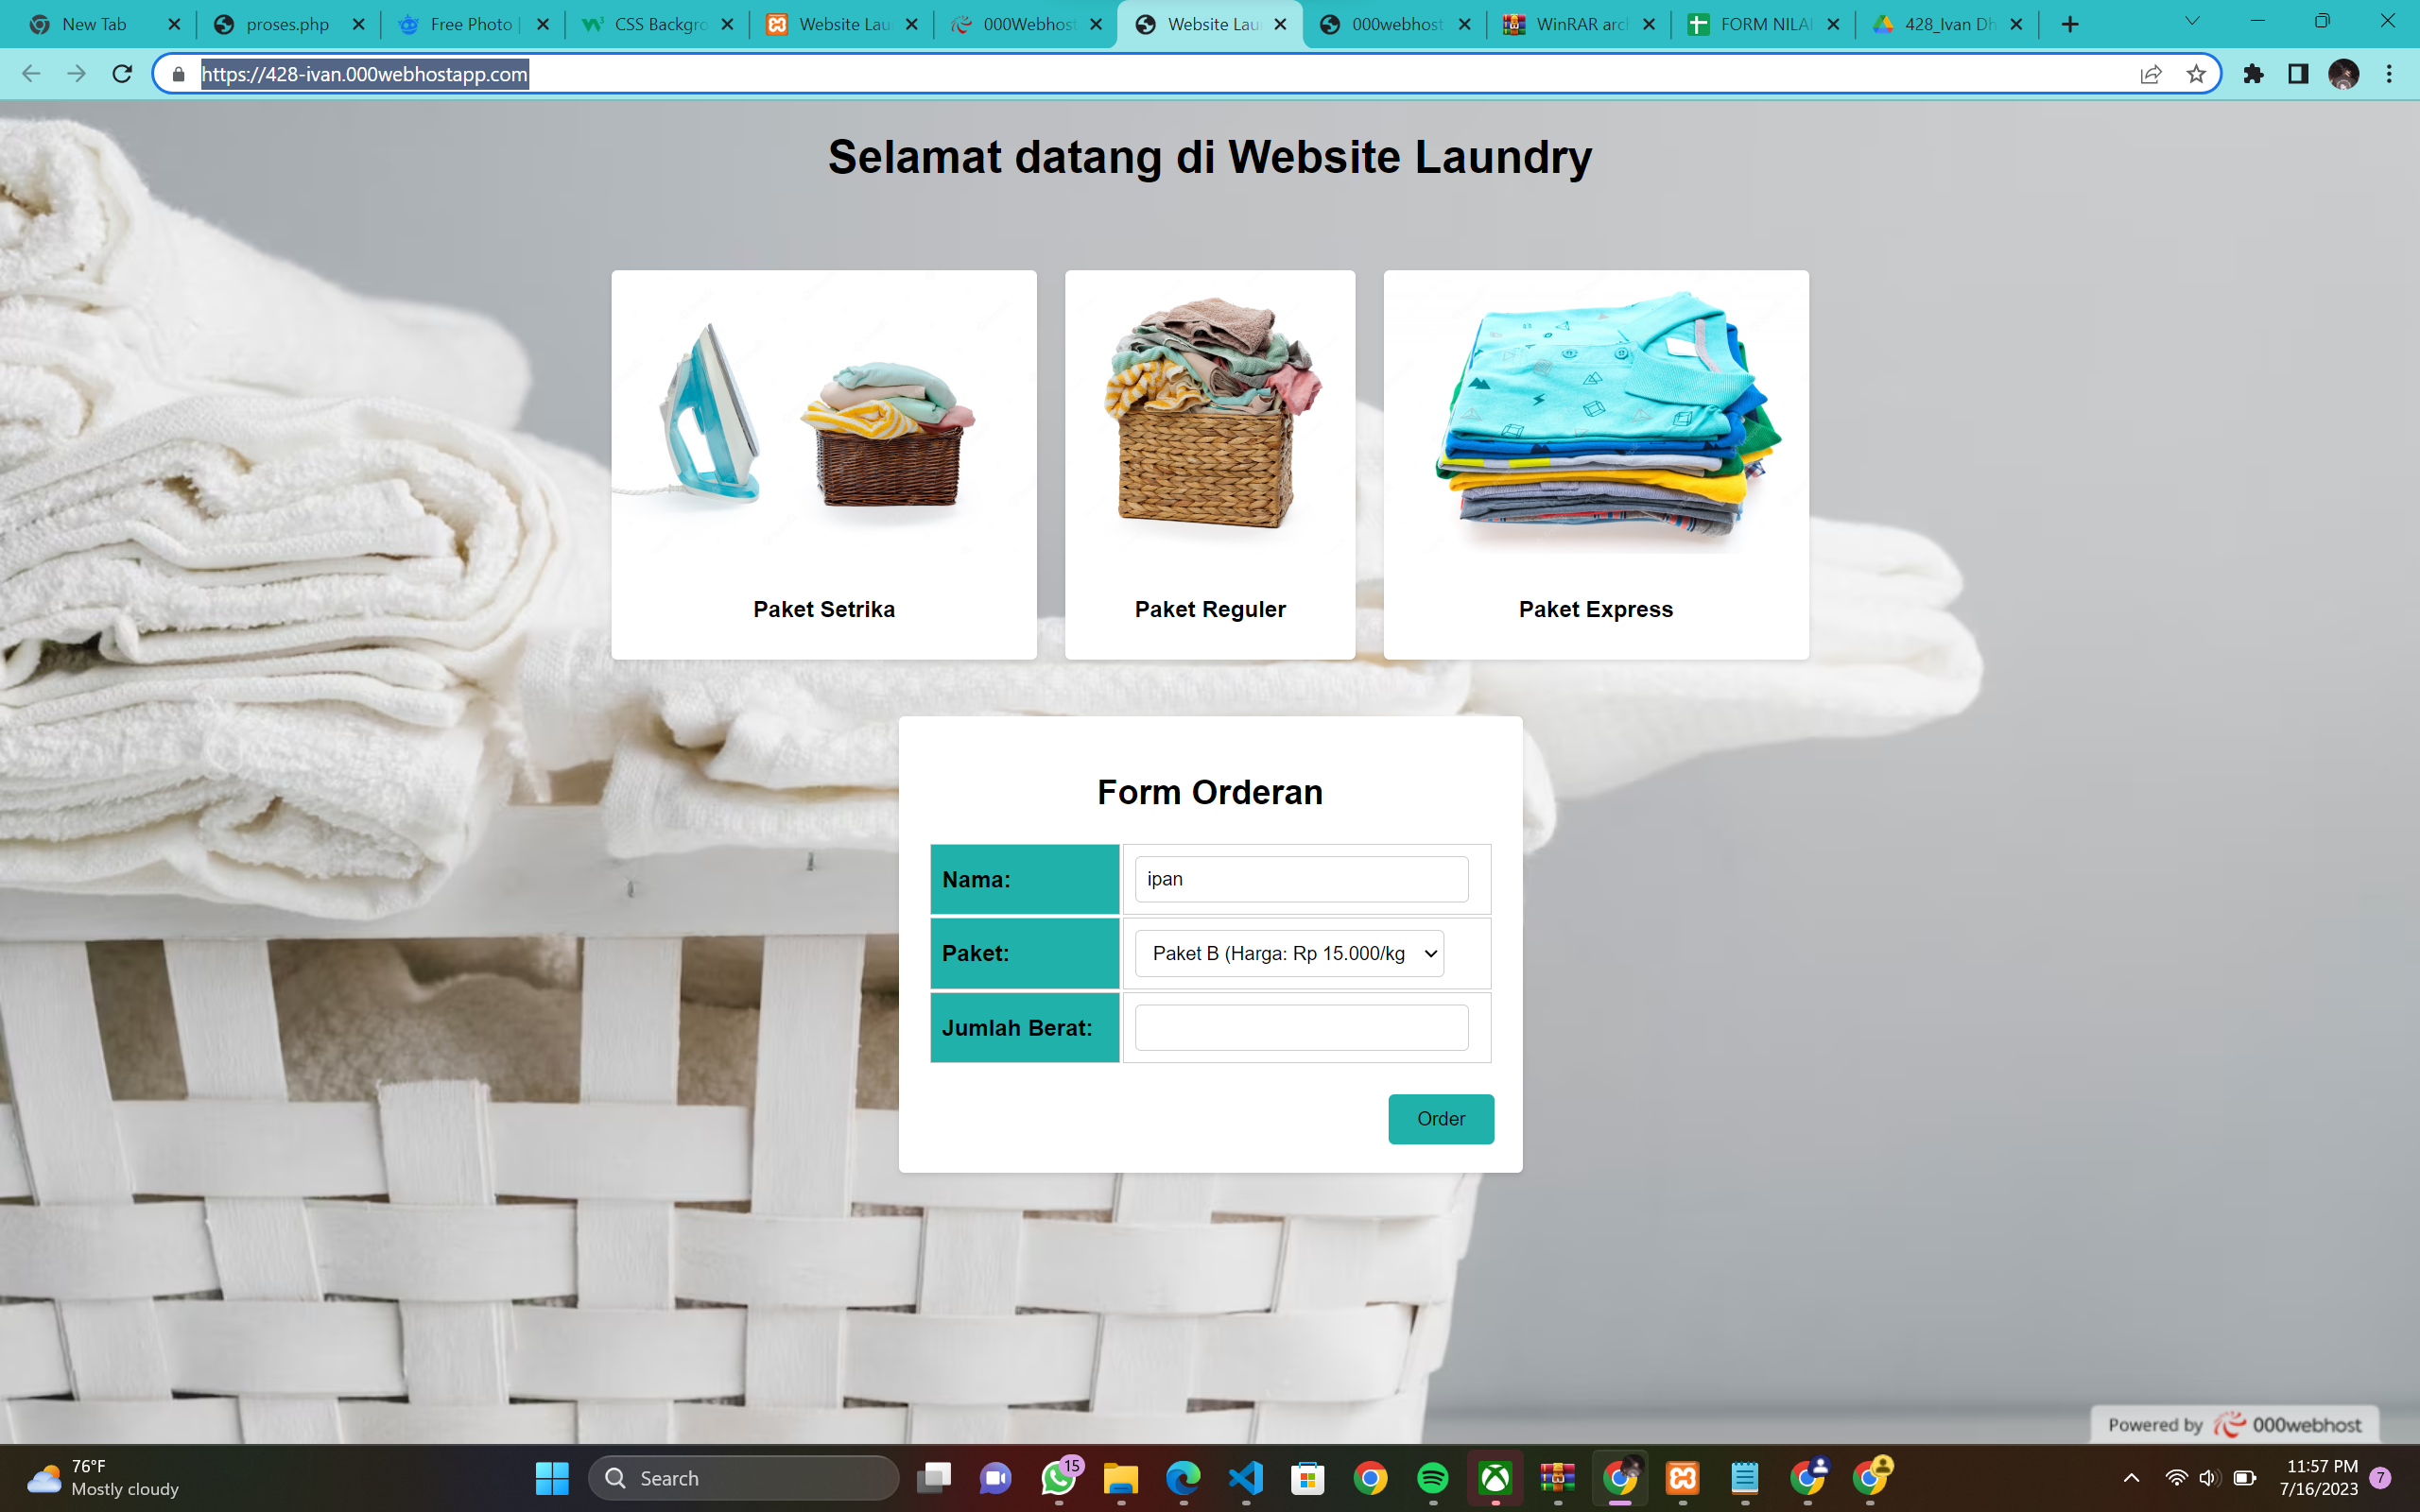 New Tab
proses.php
Free Photo |
CSS Backgro
Website Lau
000Webhost
Website Lau
000webhost
WinRAR arch
FORM NILAI
428_Ivan Dh
https://428-ivan.000webhostapp.com
Selamat datang di Website Laundry
Paket Setrika
Paket Reguler
Paket Express
Form Orderan
Nama:
ipan
Paket:
Paket B (Harga: Rp 15.000/kg
Jumlah Berat:
Order
Powered by 000webhost
76°F
Mostly cloudy
Search
15
11:57 PM
7/16/2023
7